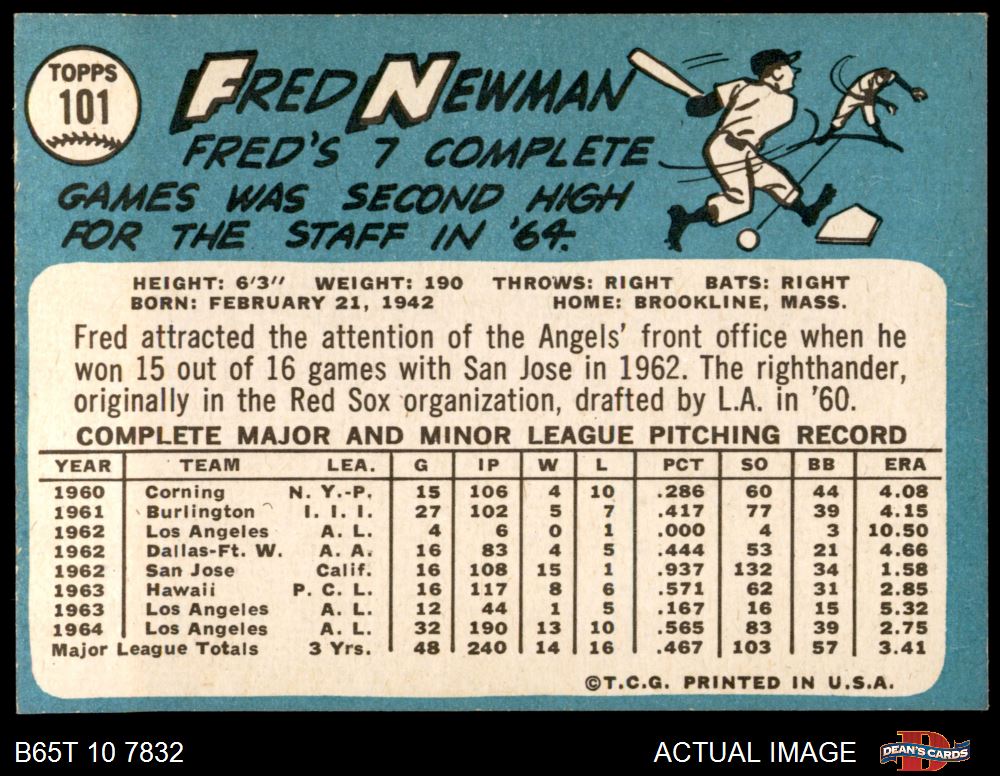 TOPPS
101
FRED NEWMAN
FRED'S 7 COMPLETE
GAMES WAS SECOND HIGH
FOR THE STAFF IN '64.
HEIGHT: 6'3" WEIGHT: 190 THROWS: RIGHT BATS: RIGHT
BORN: FEBRUARY 21, 1942 HOME: BROOKLINE, MASS.
Fred attracted the attention of the Angels' front office when he
won 15 out of 16 games with San Jose in 1962. The righthander,
originally in the Red Sox organization, drafted by L.A. in '60.
COMPLETE MAJOR AND MINOR LEAGUE PITCHING RECORD
YEAR TEAM LEA. G IP W L PCT SO BB ERA
1960 Corning N. Y.-P. 15 106 4 10 .286 60 44 4.08
1961 Burlington I. I. I. 27 102 5 7 .417 77 39 4.15
1962 Los Angeles A. L. 4 6 0 1 .000 4 3 10.50
1962 Dallas-Ft. W. A. A. 16 83 4 5 .444 53 21 4.66
1962 San Jose Calif. 16 108 15 1 .937 132 34 1.58
1963 Hawaii P. C. L. 16 117 8 6 .571 62 31 2.85
1963 Los Angeles A. L. 12 44 1 5 .167 16 15 5.32
1964 Los Angeles A. L. 32 190 13 10 .565 83 39 2.75
Major League Totals 3 Yrs. 48 240 14 16 .467 103 57 3.41
©T.C.G. PRINTED IN U.S.A.
B65T 10 7832 ACTUAL IMAGE DEAN'S CARDS